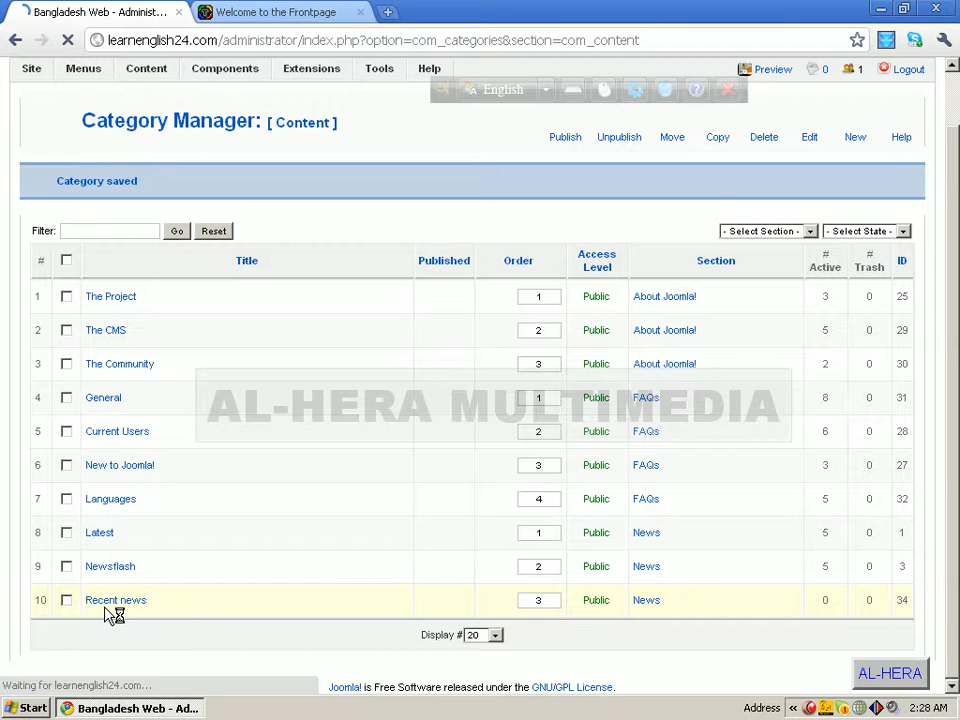 Bangladesh Web - Administ... Welcome to the Frontpage
learnenglish24.com/administrator/index.php?option=com_categories&section=com_content
Site Menus Content Components Extensions Tools Help Preview 0 1 Logout
English
Category Manager: [ Content ]
Publish Unpublish Move Copy Delete Edit New Help
Category saved
Filter: Go Reset - Select Section - - Select State -
# Title Published Order Access Level Section # Active # Trash ID
1 The Project 1 Public About Joomla! 3 0 25
2 The CMS 2 Public About Joomla! 5 0 29
3 The Community 3 Public About Joomla! 2 0 30
AL-HERA MULTIMEDIA
4 General 1 Public FAQs 8 0 31
5 Current Users 2 Public FAQs 6 0 28
6 New to Joomla! 3 Public FAQs 3 0 27
7 Languages 4 Public FAQs 5 0 32
8 Latest 1 Public News 5 0 1
9 Newsflash 2 Public News 5 0 3
10 Recent news 3 Public News 0 0 34
Display # 20
AL-HERA
Waiting for learnenglish24.com...
Joomla! is Free Software released under the GNU/GPL License.
Start Bangladesh Web - Ad... Address « 2:28 AM